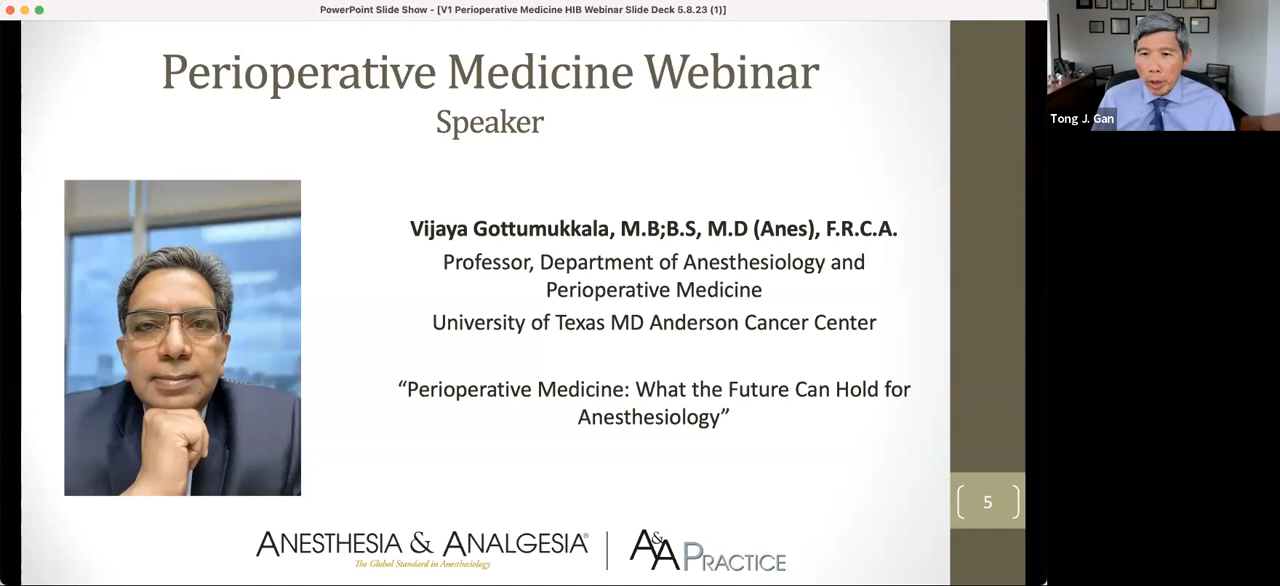 PowerPoint Slide Show - [V1 Perioperative Medicine HIB Webinar Slide Deck 5.8.23 (1)]
Perioperative Medicine Webinar
Speaker
Tong J. Gan
Vijaya Gottumukkala, M.B;B.S, M.D (Anes), F.R.C.A.
Professor, Department of Anesthesiology and
Perioperative Medicine
University of Texas MD Anderson Cancer Center
“Perioperative Medicine: What the Future Can Hold for
Anesthesiology”
5
ANESTHESIA & ANALGESIA®
The Global Standard in Anesthesiology
A&A PRACTICE